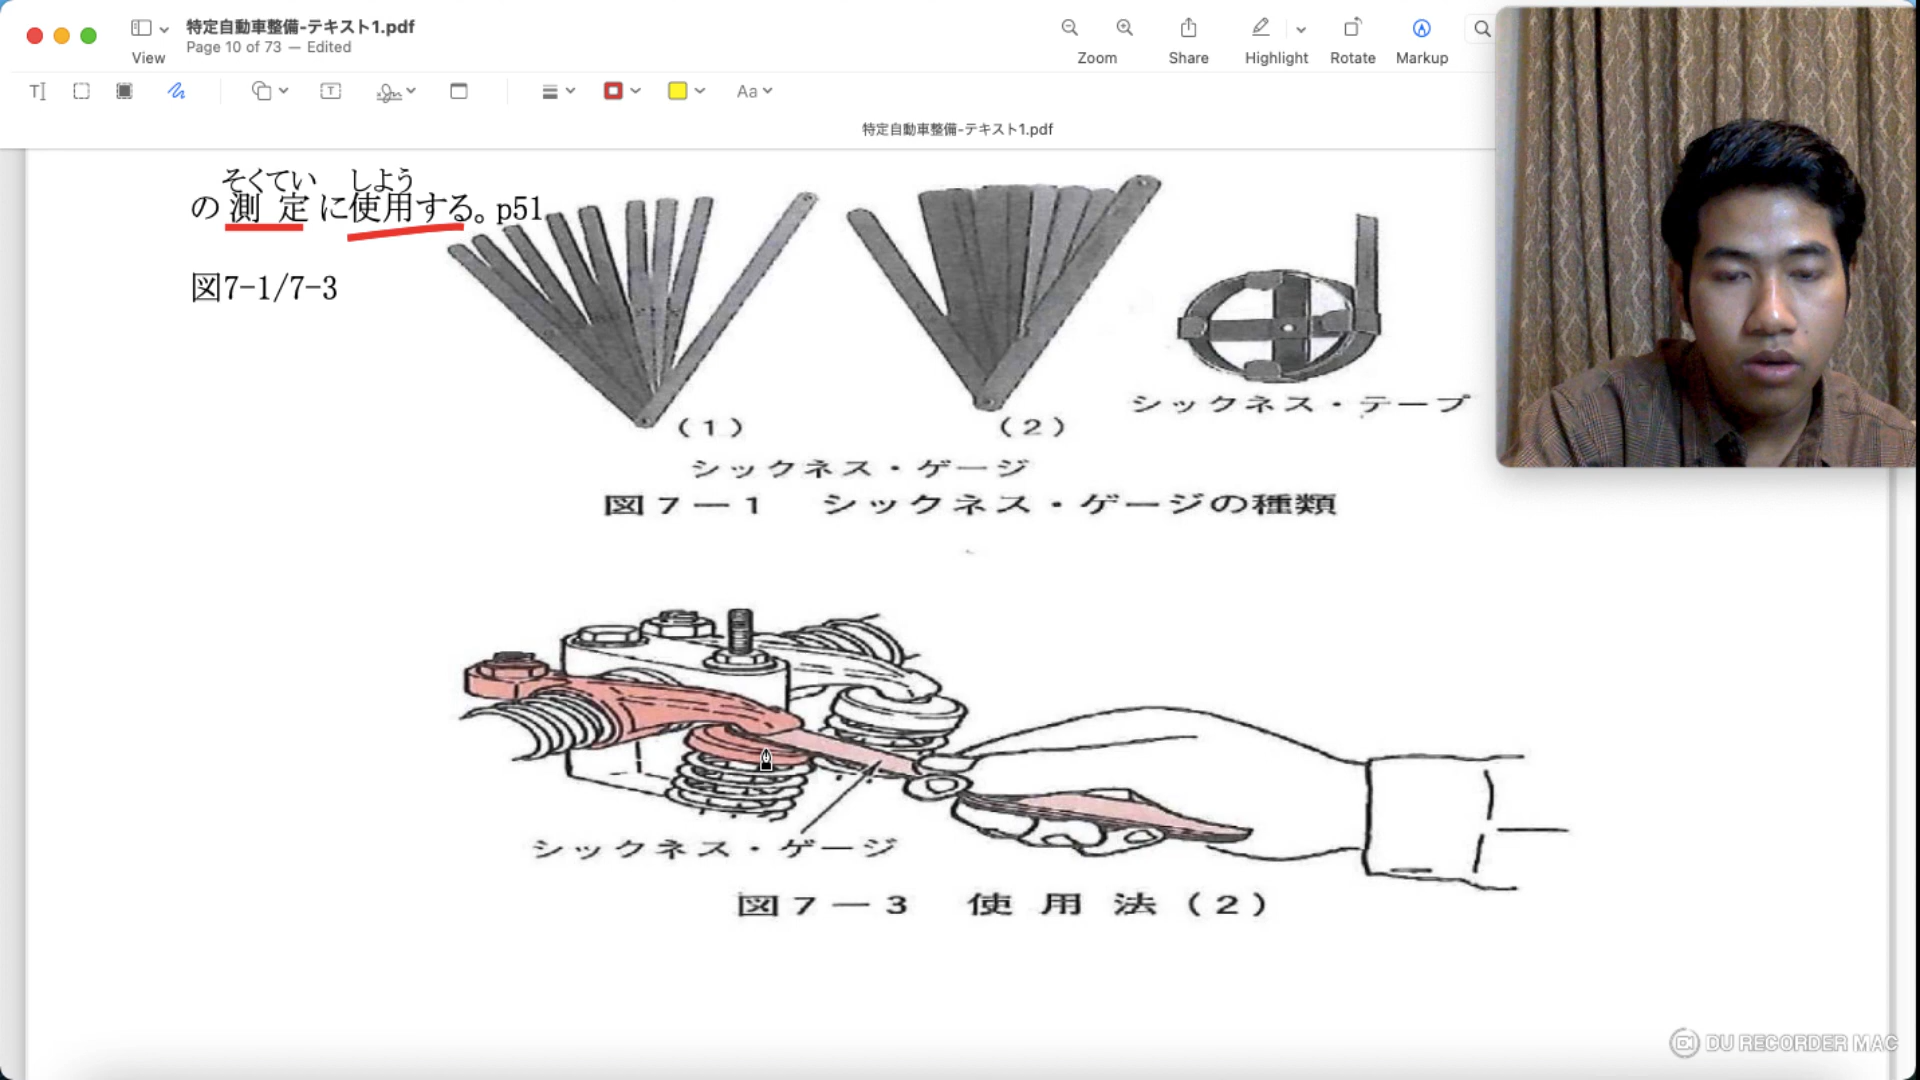 特定自動車整備-テキスト1.pdf
Page 10 of 73 — Edited
View
Zoom
Share
Highlight
Rotate
Markup
Aa
特定自動車整備-テキスト1.pdf
そくてい しよう
の測定に使用する。p51
図7-1/7-3
(1)
(2)
シックネス・テープ
シックネス・ゲージ
図7-1 シックネス・ゲージの種類
シックネス・ゲージ
図7-3 使用法(2)
DU RECORDER MAC